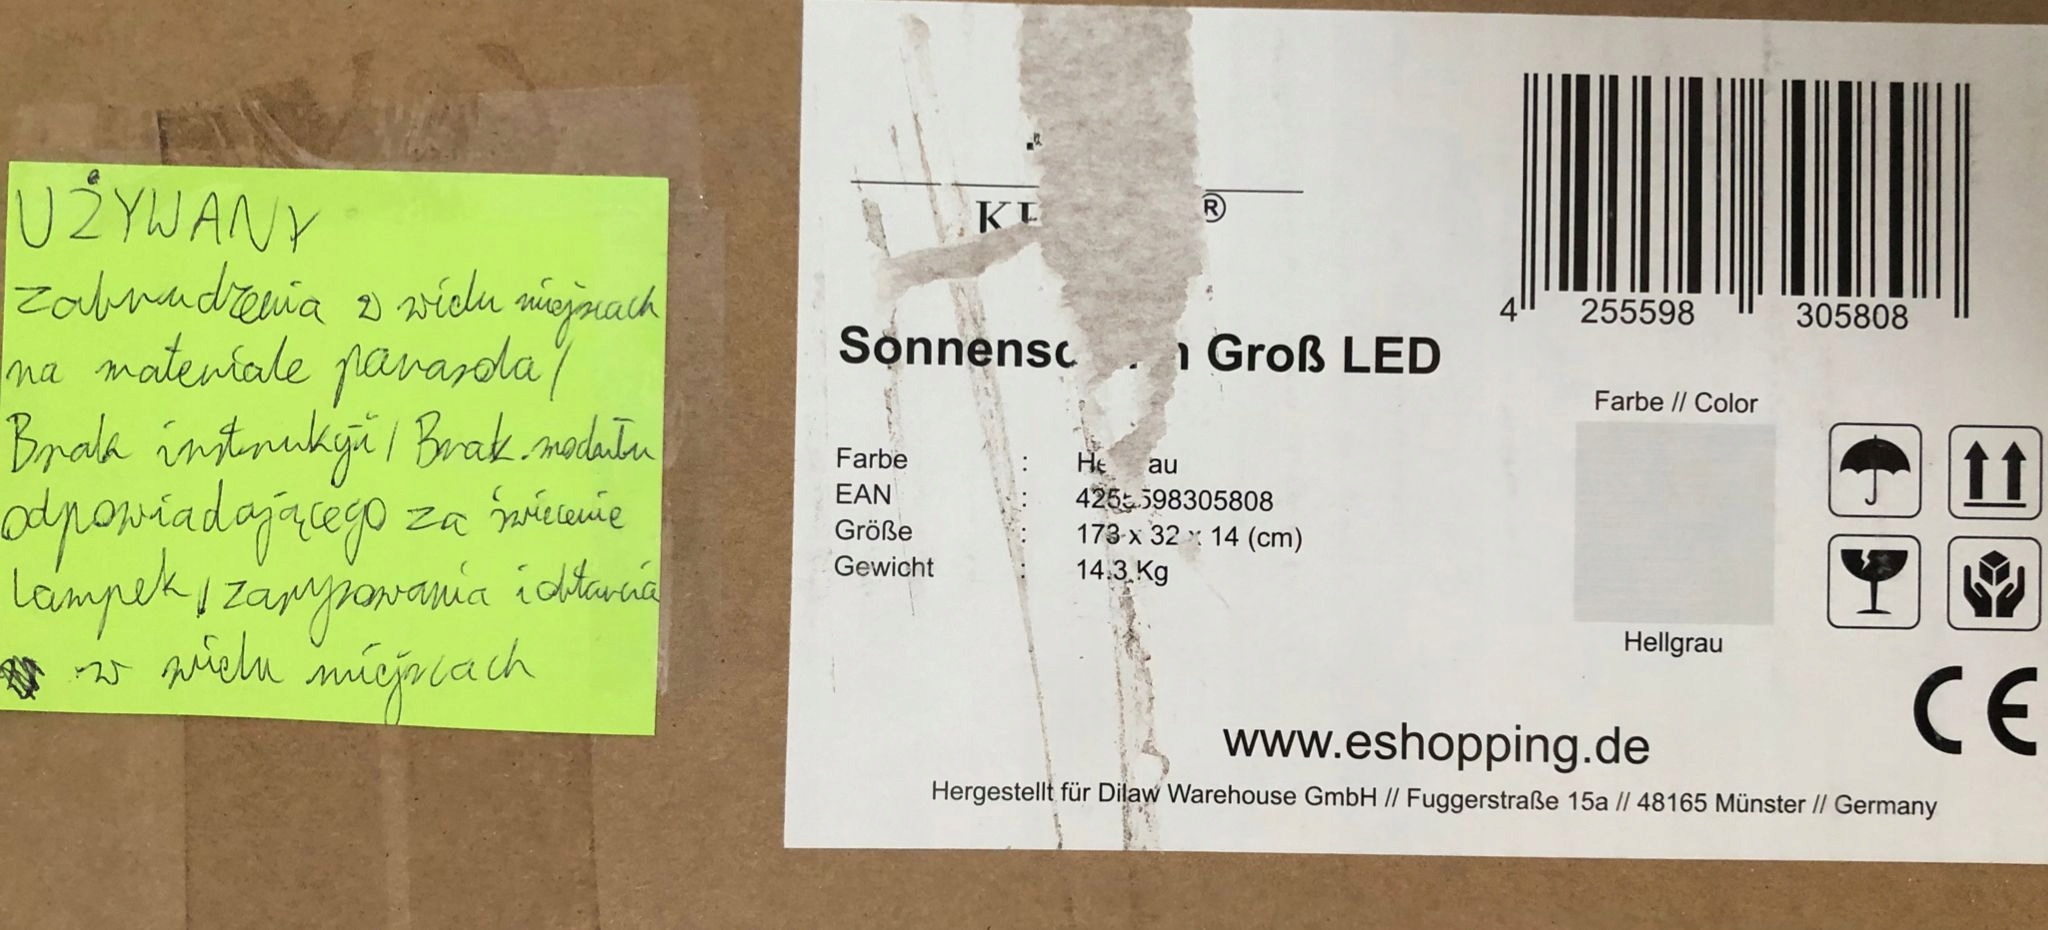 UŻYWANY
zabrudzenia w wielu miejscach
na materiale parasola /
Brak instrukcji / Brak modułu
odpowiadającego za świecenie
lampek / zarysowania i obtarcia
w wielu miejscach
®
4 255598 305808
Groß LED
Farbe // Color
Farbe :
EAN : 4255598305808
Größe : 173 x 32 x 14 (cm)
Gewicht : 14.3 Kg
Hellgrau
CE
www.eshopping.de
Hergestellt für Dilaw Warehouse GmbH // Fuggerstraße 15a // 48165 Münster // Germany